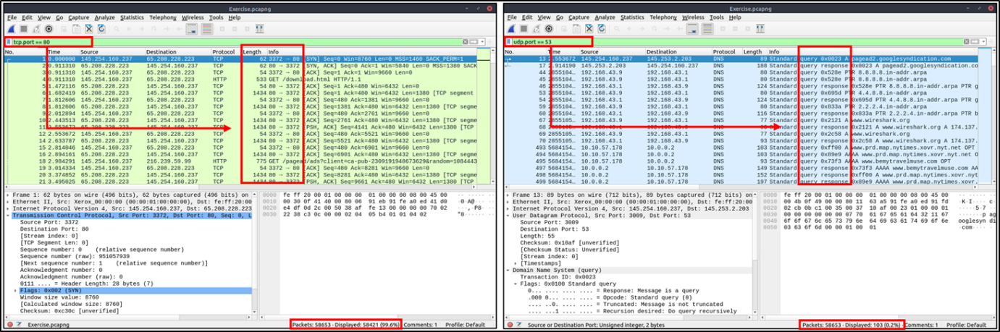 Exercise.pcapng
File Edit View Go Capture Analyze Statistics Telephony Wireless Tools Help
tcp.port == 80
No. Time Source Destination Protocol Length Info
1 0.000000 145.254.160.237 65.208.228.223 TCP 62 3372 → 80 [SYN] Seq=0 Win=8760 Len=0 MSS=1460 SACK_PERM=1
2 0.911310 65.208.228.223 145.254.160.237 TCP 62 80 → 3372 [SYN, ACK] Seq=0 Ack=1 Win=5840 Len=0 MSS=1380 SACK
3 0.911310 145.254.160.237 65.208.228.223 TCP 54 3372 → 80 [ACK] Seq=1 Ack=1 Win=9660 Len=0
4 0.911310 145.254.160.237 65.208.228.223 HTTP 533 GET /download.html HTTP/1.1
5 1.472116 65.208.228.223 145.254.160.237 TCP 54 80 → 3372 [ACK] Seq=1 Ack=480 Win=6432 Len=0
6 1.682419 65.208.228.223 145.254.160.237 TCP 1434 80 → 3372 [ACK] Seq=1 Ack=480 Win=6432 Len=1380 [TCP segment
7 1.812606 145.254.160.237 65.208.228.223 TCP 54 3372 → 80 [ACK] Seq=480 Ack=1381 Win=9660 Len=0
8 1.812606 65.208.228.223 145.254.160.237 TCP 1434 80 → 3372 [ACK] Seq=1381 Ack=480 Win=6432 Len=1380 [TCP segme
9 2.012894 145.254.160.237 65.208.228.223 TCP 54 3372 → 80 [ACK] Seq=480 Ack=2761 Win=9660 Len=0
10 2.443513 65.208.228.223 145.254.160.237 TCP 1434 80 → 3372 [ACK] Seq=2761 Ack=480 Win=6432 Len=1380 [TCP segme
11 2.553672 65.208.228.223 145.254.160.237 TCP 1434 80 → 3372 [PSH, ACK] Seq=4141 Ack=480 Win=6432 Len=1380 [TCP
12 2.553672 145.254.160.237 65.208.228.223 TCP 54 3372 → 80 [ACK] Seq=480 Ack=5521 Win=9660 Len=0
14 2.633787 65.208.228.223 145.254.160.237 TCP 1434 80 → 3372 [ACK] Seq=5521 Ack=480 Win=6432 Len=1380 [TCP segme
15 2.814046 145.254.160.237 65.208.228.223 TCP 54 3372 → 80 [ACK] Seq=480 Ack=6901 Win=9660 Len=0
16 2.894161 65.208.228.223 145.254.160.237 TCP 1434 80 → 3372 [ACK] Seq=6901 Ack=480 Win=6432 Len=1380 [TCP segme
18 2.984291 145.254.160.237 216.239.59.99 HTTP 775 GET /pagead/ads?client=ca-pub-2309191948673629&random=1084443
19 3.014334 145.254.160.237 65.208.228.223 TCP 54 3372 → 80 [ACK] Seq=480 Ack=8281 Win=9660 Len=0
20 3.374852 65.208.228.223 145.254.160.237 TCP 1434 80 → 3372 [ACK] Seq=8281 Ack=480 Win=6432 Len=1380 [TCP segme
21 3.495025 65.208.228.223 145.254.160.237 TCP 1434 80 → 3372 [PSH, ACK] Seq=9661 Ack=480 Win=6432 Len=1380 [TCP
Frame 1: 62 bytes on wire (496 bits), 62 bytes captured (496 bits) on
Ethernet II, Src: Xerox_00:00:00 (00:00:01:00:00:00), Dst: fe:ff:20:00
Internet Protocol Version 4, Src: 145.254.160.237, Dst: 65.208.228.223
Transmission Control Protocol, Src Port: 3372, Dst Port: 80, Seq: 0, L
Source Port: 3372
Destination Port: 80
[Stream index: 0]
[TCP Segment Len: 0]
Sequence number: 0 (relative sequence number)
Sequence number (raw): 951057939
[Next sequence number: 1 (relative sequence number)]
Acknowledgment number: 0
Acknowledgment number (raw): 0
0111 .... = Header Length: 28 bytes (7)
Flags: 0x002 (SYN)
Window size value: 8760
[Calculated window size: 8760]
Checksum: 0xc30c [unverified]
0000 fe ff 20 00 01 00 00 00 01 00 00 00 08 00 45 00
0010 00 30 0f 41 40 00 80 06 91 eb 91 fe a0 ed 41 d0
0020 e4 df 0d 2c 00 50 38 af fe 13 00 00 00 00 70 02
0030 22 38 c3 0c 00 00 02 04 05 b4 01 01 04 02
Exercise.pcapng
Packets: 58653 · Displayed: 58421 (99.6%) Comments: 1 Profile: Default
Exercise.pcapng
File Edit View Go Capture Analyze Statistics Telephony Wireless Tools Help
udp.port == 53
No. Time Source Destination Protocol Length Info
13 2.553672 145.254.160.237 145.253.2.203 DNS 89 Standard query 0x0023 A pagead2.googlesyndication.com
17 2.914190 145.253.2.203 145.254.160.237 DNS 188 Standard query response 0x0023 A pagead2.googlesyndication.co
44 2855104… 192.168.43.9 192.168.43.1 DNS 80 Standard query 0x528e PTR 8.8.8.8.in-addr.arpa
45 2855104… 192.168.43.9 192.168.43.1 DNS 80 Standard query 0x528e PTR 8.8.8.8.in-addr.arpa
46 2855104… 192.168.43.1 192.168.43.9 DNS 124 Standard query response 0x528e PTR 8.8.8.8.in-addr.arpa PTR g
53 2855104… 192.168.43.9 192.168.43.1 DNS 80 Standard query 0x695d PTR 4.4.8.8.in-addr.arpa
54 2855104… 192.168.43.1 192.168.43.9 DNS 124 Standard query response 0x695d PTR 4.4.8.8.in-addr.arpa PTR g
59 2855104… 192.168.43.9 192.168.43.1 DNS 80 Standard query 0x833a PTR 2.2.2.4.in-addr.arpa
60 2855104… 192.168.43.1 192.168.43.9 DNS 116 Standard query response 0x833a PTR 2.2.2.4.in-addr.arpa PTR b
67 2855105… 192.168.43.9 192.168.43.1 DNS 77 Standard query 0x2121 A www.wireshark.org
68 2855105… 192.168.43.1 192.168.43.9 DNS Standard query response 0x2121 A www.wireshark.org A 174.137.
69 2855105… 192.168.43.9 192.168.43.1 DNS 77 Standard query 0x2c58 A www.wireshark.org
70 2855105… 192.168.43.1 192.168.43.9 DNS 93 Standard query response 0x2c58 A www.wireshark.org A 174.137.
493 5684154… 10.10.57.178 10.0.0.2 DNS 103 Standard query 0xff00 A www.prd.map.nytimes.xovr.nyt.net OPT
494 5684154… 10.10.57.178 10.0.0.2 DNS 103 Standard query 0x89e9 AAAA www.prd.map.nytimes.xovr.nyt.net
495 5684154… 10.10.57.178 10.0.0.2 DNS 93 Standard query 0x73f3 AAAA www.bemytravelmuse.com OPT
497 5684154… 10.0.0.2 10.10.57.178 DNS 149 Standard query response 0x73f3 AAAA www.bemytravelmuse.com AA
498 5684154… 10.0.0.2 10.10.57.178 DNS 152 Standard query response 0xff00 A www.prd.map.nytimes.xovr.nyt.
499 5684154… 10.0.0.2 10.10.57.178 DNS 197 Standard query response 0x89e9 AAAA www.prd.map.nytimes.xovr.
Frame 13: 89 bytes on wire (712 bits), 89 bytes captured (712 bits) on
Ethernet II, Src: Xerox_00:00:00 (00:00:01:00:00:00), Dst: fe:ff:20:00
Internet Protocol Version 4, Src: 145.254.160.237, Dst: 145.253.2.203
User Datagram Protocol, Src Port: 3009, Dst Port: 53
Source Port: 3009
Destination Port: 53
Length: 55
Checksum: 0x10af [unverified]
[Checksum Status: Unverified]
[Stream index: 0]
[Timestamps]
Domain Name System (query)
Transaction ID: 0x0023
Flags: 0x0100 Standard query
0... .... .... .... = Response: Message is a query
.000 0... .... .... = Opcode: Standard query (0)
.... ..0. .... .... = Truncated: Message is not truncated
.... ...1 .... .... = Recursion desired: Do query recursively
0000 fe ff 20 00 01 00 00 00 01 00 00 00 08 00 45 00
0010 00 4b 0f 49 00 00 80 11 63 a5 91 fe a0 ed 91 fd
0020 02 cb 0b c1 00 35 00 37 10 af 00 23 01 00 00 01
0030 00 00 00 00 00 00 07 70 61 67 65 61 64 32 11 67
0040 6f 6f 67 6c 65 73 79 6e 64 69 63 61 74 69 6f 6e
0050 03 63 6f 6d 00 00 01 00 01
Source or Destination Port: Unsigned integer, 2 bytes
Packets: 58653 · Displayed: 103 (0.2%) Comments: 1 Profile: Default